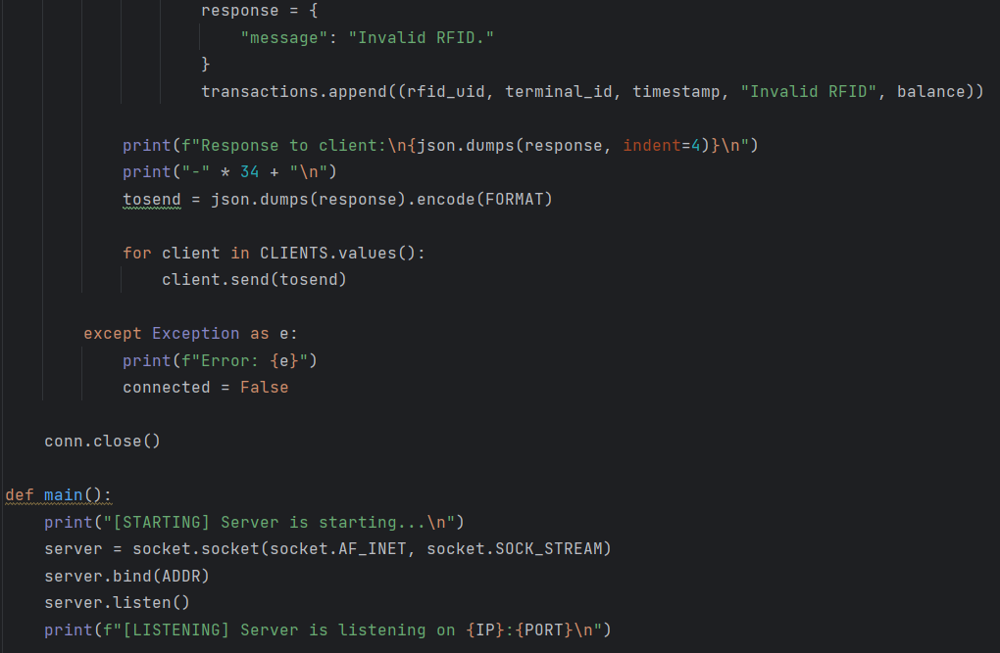 response = {
"message": "Invalid RFID."
}
transactions.append((rfid_uid, terminal_id, timestamp, "Invalid RFID", balance))
print(f"Response to client:\n{json.dumps(response, indent=4)}\n")
print("-" * 34 + "\n")
tosend = json.dumps(response).encode(FORMAT)
for client in CLIENTS.values():
client.send(tosend)
except Exception as e:
print(f"Error: {e}")
connected = False
conn.close()
def main():
print("[STARTING] Server is starting...\n")
server = socket.socket(socket.AF_INET, socket.SOCK_STREAM)
server.bind(ADDR)
server.listen()
print(f"[LISTENING] Server is listening on {IP}:{PORT}\n")